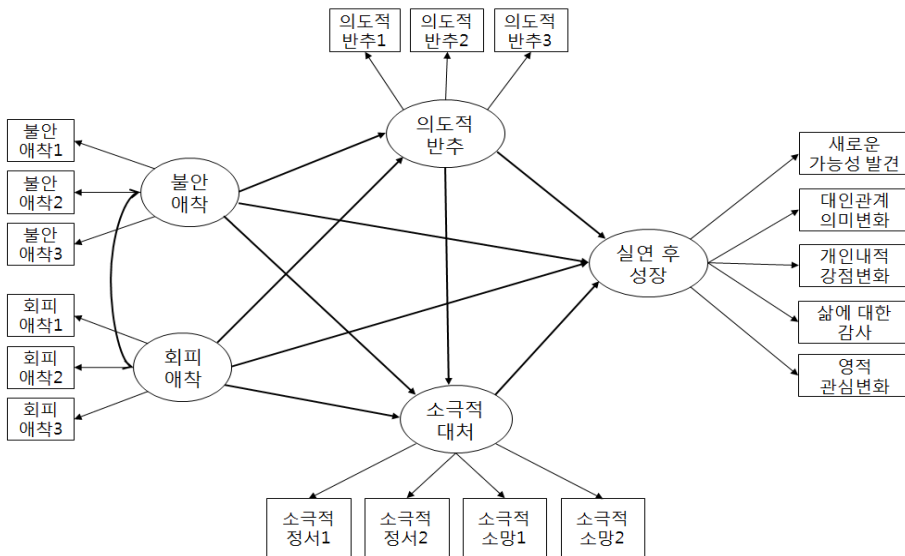 의도적
반추1
의도적
반추2
의도적
반추3
의도적
반추
불안
애착1
불안
애착2
불안
애착3
불안
애착
회피
애착1
회피
애착2
회피
애착3
회피
애착
실연 후
성장
새로운
가능성 발견
대인관계
의미변화
개인내적
강점변화
삶에 대한
감사
영적
관심변화
소극적
대처
소극적
정서1
소극적
정서2
소극적
소망1
소극적
소망2